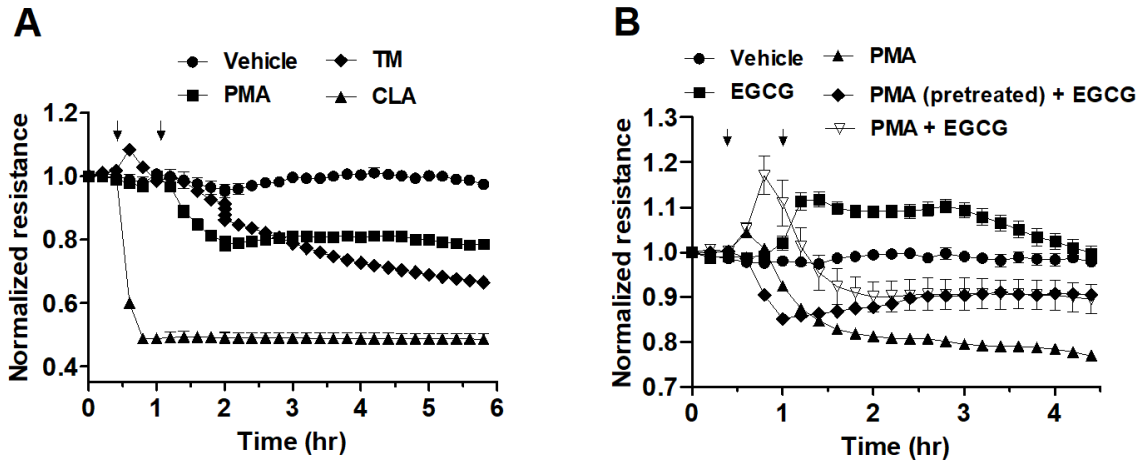 A
Vehicle
TM
PMA
CLA
Normalized resistance
1.2
1.0
0.8
0.6
0.4
0 1 2 3 4 5 6
Time (hr)
B
Vehicle
PMA
EGCG
PMA (pretreated) + EGCG
PMA + EGCG
Normalized resistance
1.3
1.2
1.1
1.0
0.9
0.8
0.7
0 1 2 3 4
Time (hr)